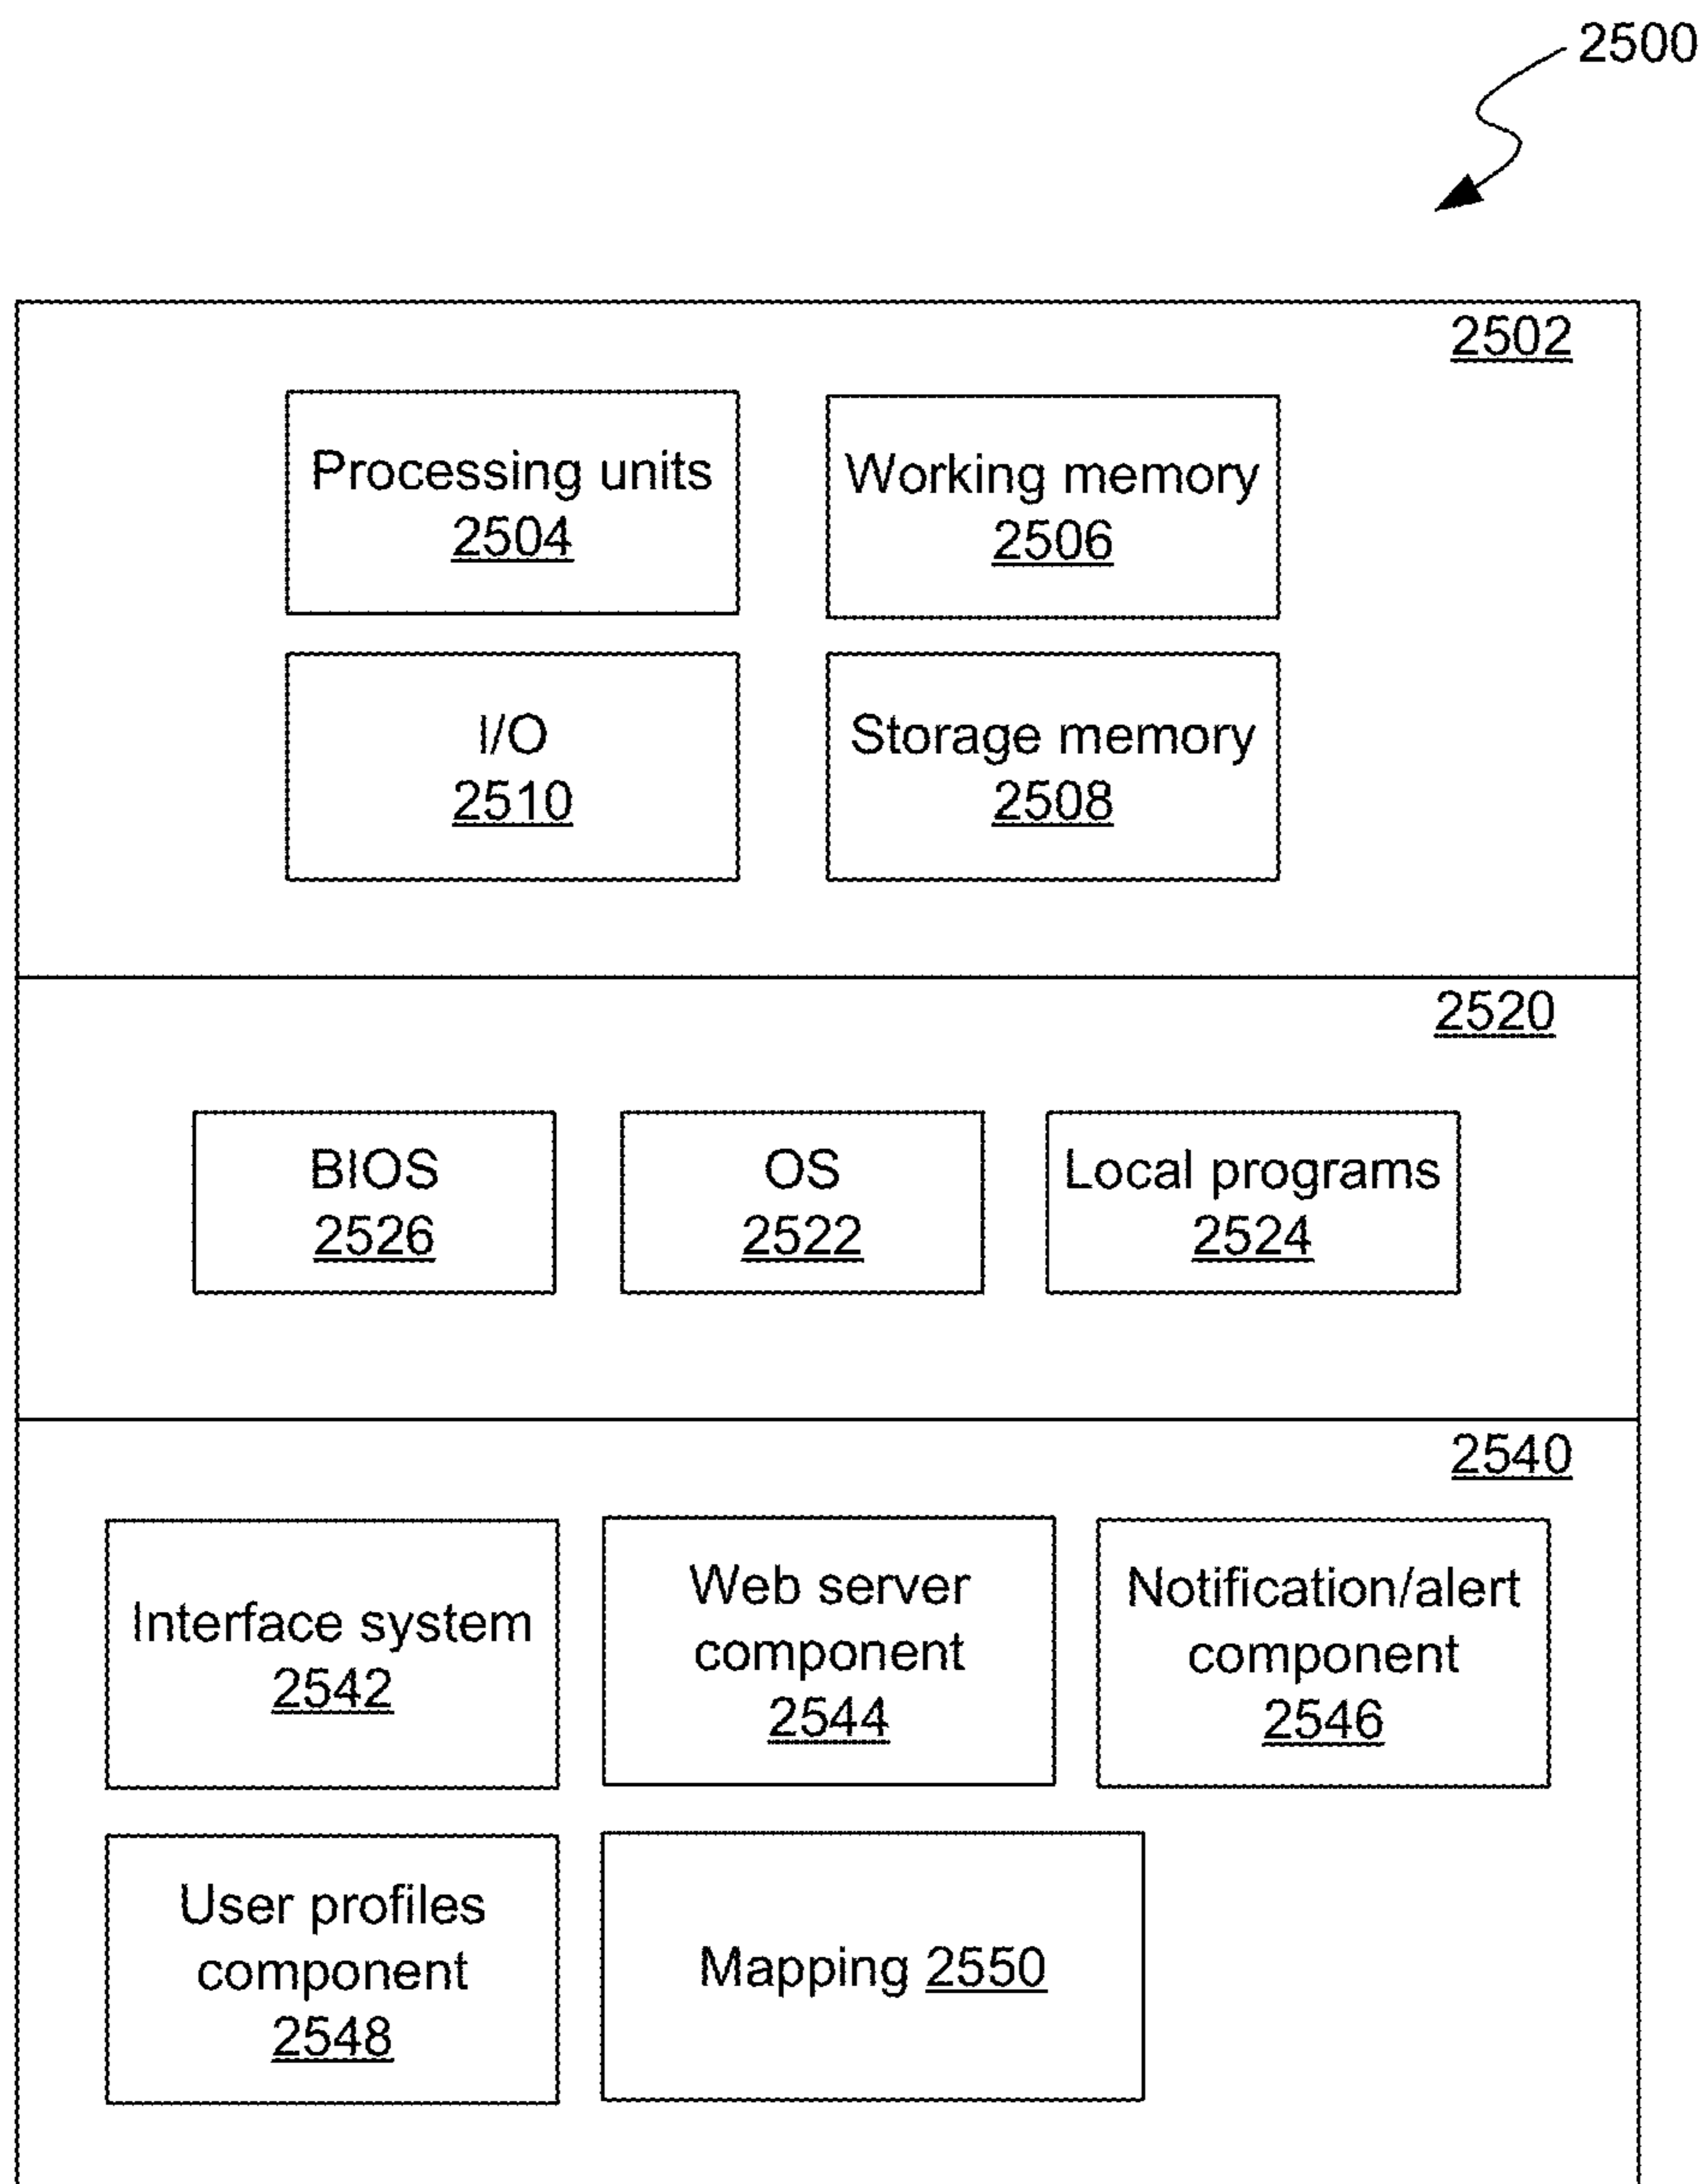 2500
2502
Processing units
2504
Working memory
2506
I/O
2510
Storage memory
2508
2520
BIOS
2526
OS
2522
Local programs
2524
2540
Interface system
2542
Web server
component
2544
Notification/alert
component
2546
User profiles
component
2548
Mapping 2550